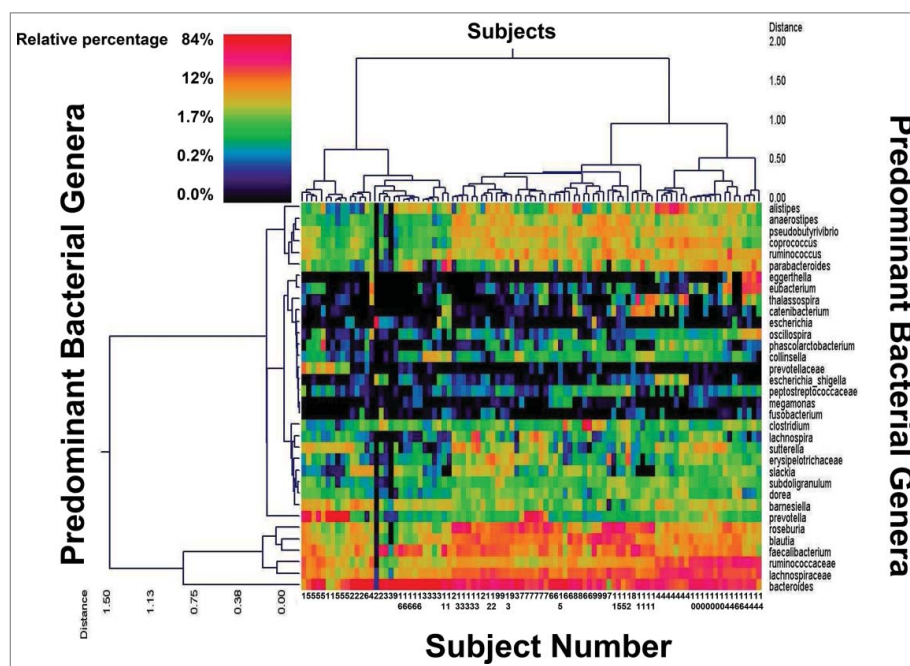 Relative percentage
84%
12%
1.7%
0.2%
0.0%
Subjects
Distance
2.00
1.50
1.00
0.50
0.00
Predominant Bacterial Genera
Predominant Bacterial Genera
alistipes
anaerostipes
pseudobutyrivibrio
coprococcus
ruminococcus
parabacteroides
eggerthella
eubacterium
thalassospira
catenibacterium
escherichia
oscillospira
phascolarctobacterium
collinsella
prevotellaceae
escherichia_shigella
peptostreptococcaceae
megamonas
fusobacterium
clostridium
lachnospira
sutterella
erysipelotrichaceae
slackia
subdoligranulum
dorea
barnesiella
prevotella
roseburia
blautia
faecalibacterium
ruminococcaceae
lachnospiraceae
bacteroides
Distance
1.50
1.13
0.75
0.38
0.00
Subject Number